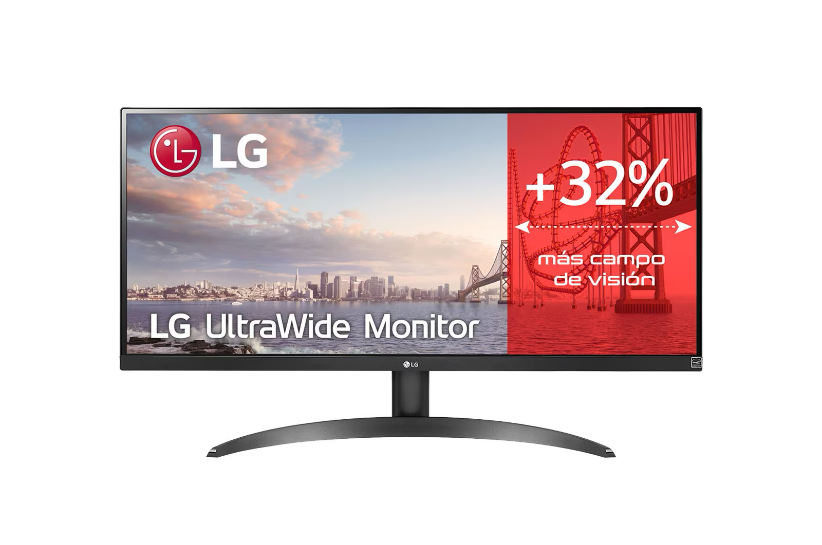 LG
+32%
más campo
de visión
LG UltraWide Monitor
LG